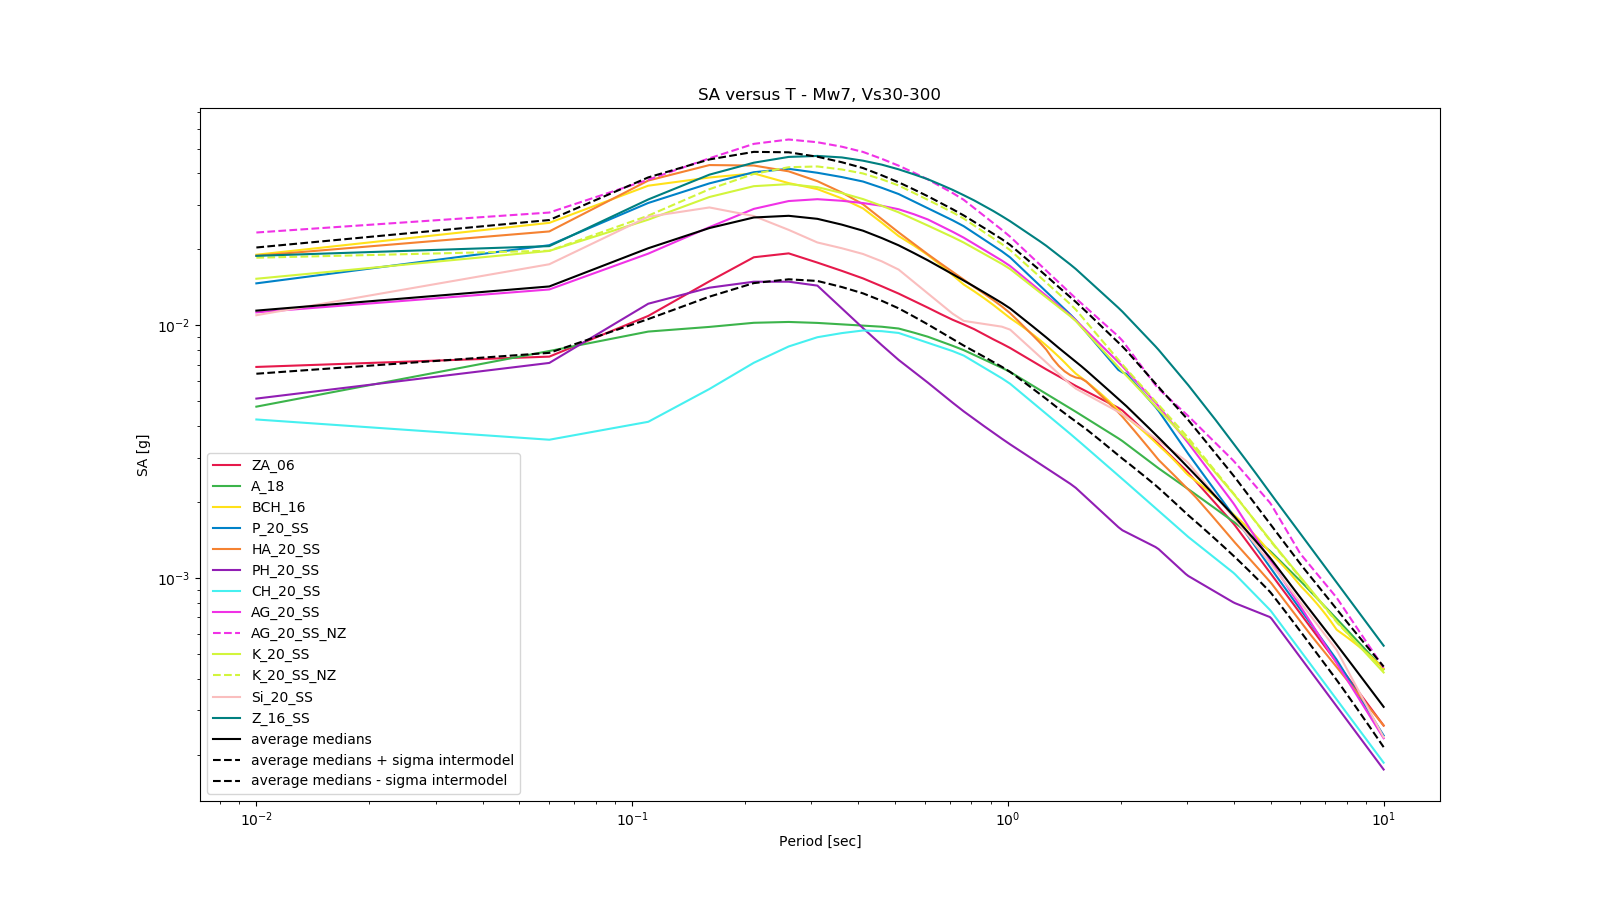 SA versus T - Mw7, Vs30-300
SA [g]
10⁻²
10⁻³
ZA_06
A_18
BCH_16
P_20_SS
HA_20_SS
PH_20_SS
CH_20_SS
AG_20_SS
AG_20_SS_NZ
K_20_SS
K_20_SS_NZ
Si_20_SS
Z_16_SS
average medians
average medians + sigma intermodel
average medians - sigma intermodel
10⁻² 10⁻¹ 10⁰ 10¹
Period [sec]